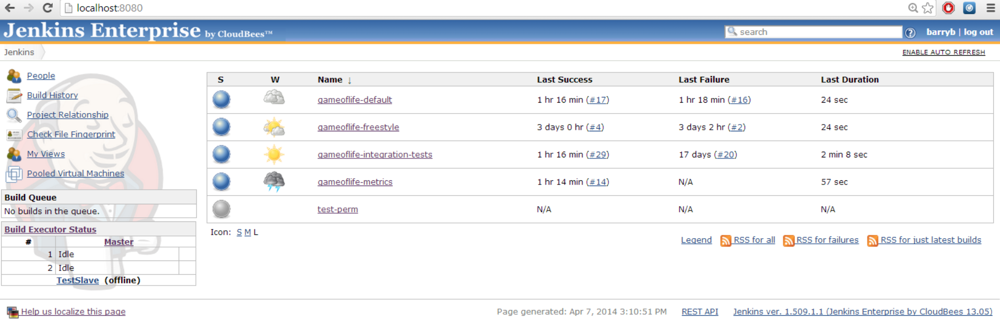 localhost:8080
Jenkins Enterprise by CloudBees™ search barryb | log out
Jenkins ENABLE AUTO REFRESH
People
Build History
Project Relationship
Check File Fingerprint
My Views
Pooled Virtual Machines
Build Queue
No builds in the queue.
Build Executor Status
# Master
1 Idle
2 Idle
TestSlave (offline)
S W Name ↓ Last Success Last Failure Last Duration
gameoflife-default 1 hr 16 min (#17) 1 hr 18 min (#16) 24 sec
gameoflife-freestyle 3 days 0 hr (#4) 3 days 2 hr (#2) 24 sec
gameoflife-integration-tests 1 hr 16 min (#29) 17 days (#20) 2 min 8 sec
gameoflife-metrics 1 hr 14 min (#14) N/A 57 sec
test-perm N/A N/A N/A
Icon: S M L
Legend RSS for all RSS for failures RSS for just latest builds
Help us localize this page Page generated: Apr 7, 2014 3:10:51 PM REST API Jenkins ver. 1.509.1.1 (Jenkins Enterprise by CloudBees 13.05)